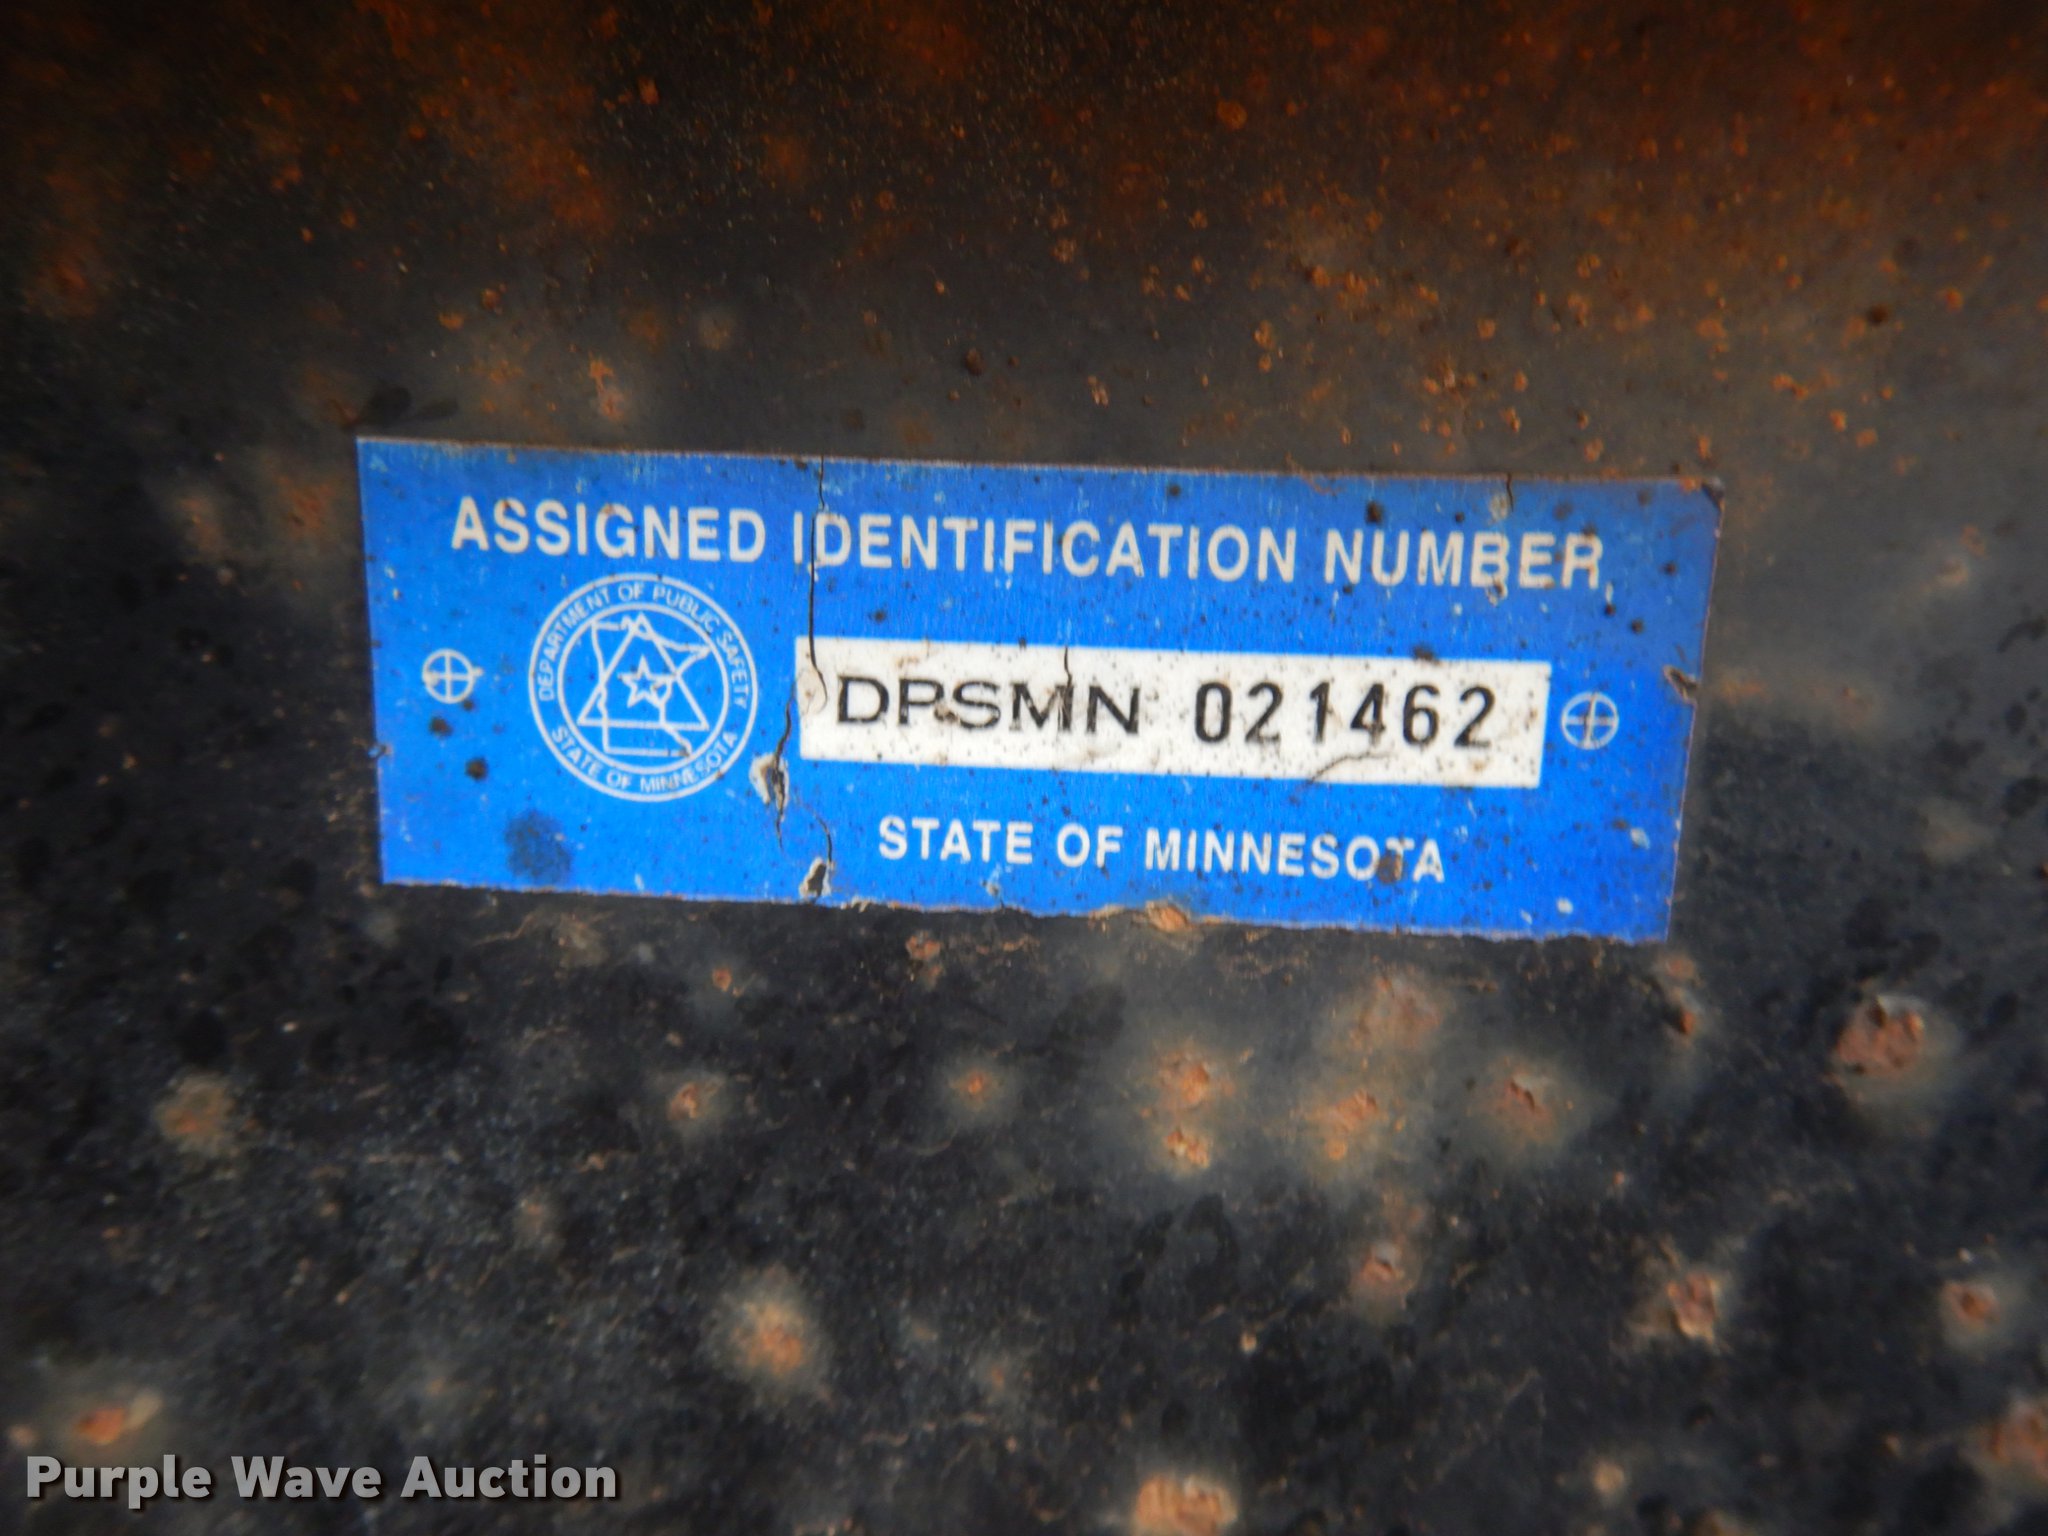 ASSIGNED IDENTIFICATION NUMBER
DEPARTMENT OF PUBLIC SAFETY
STATE OF MINNESOTA
DPSMN 021462
STATE OF MINNESOTA
Purple Wave Auction